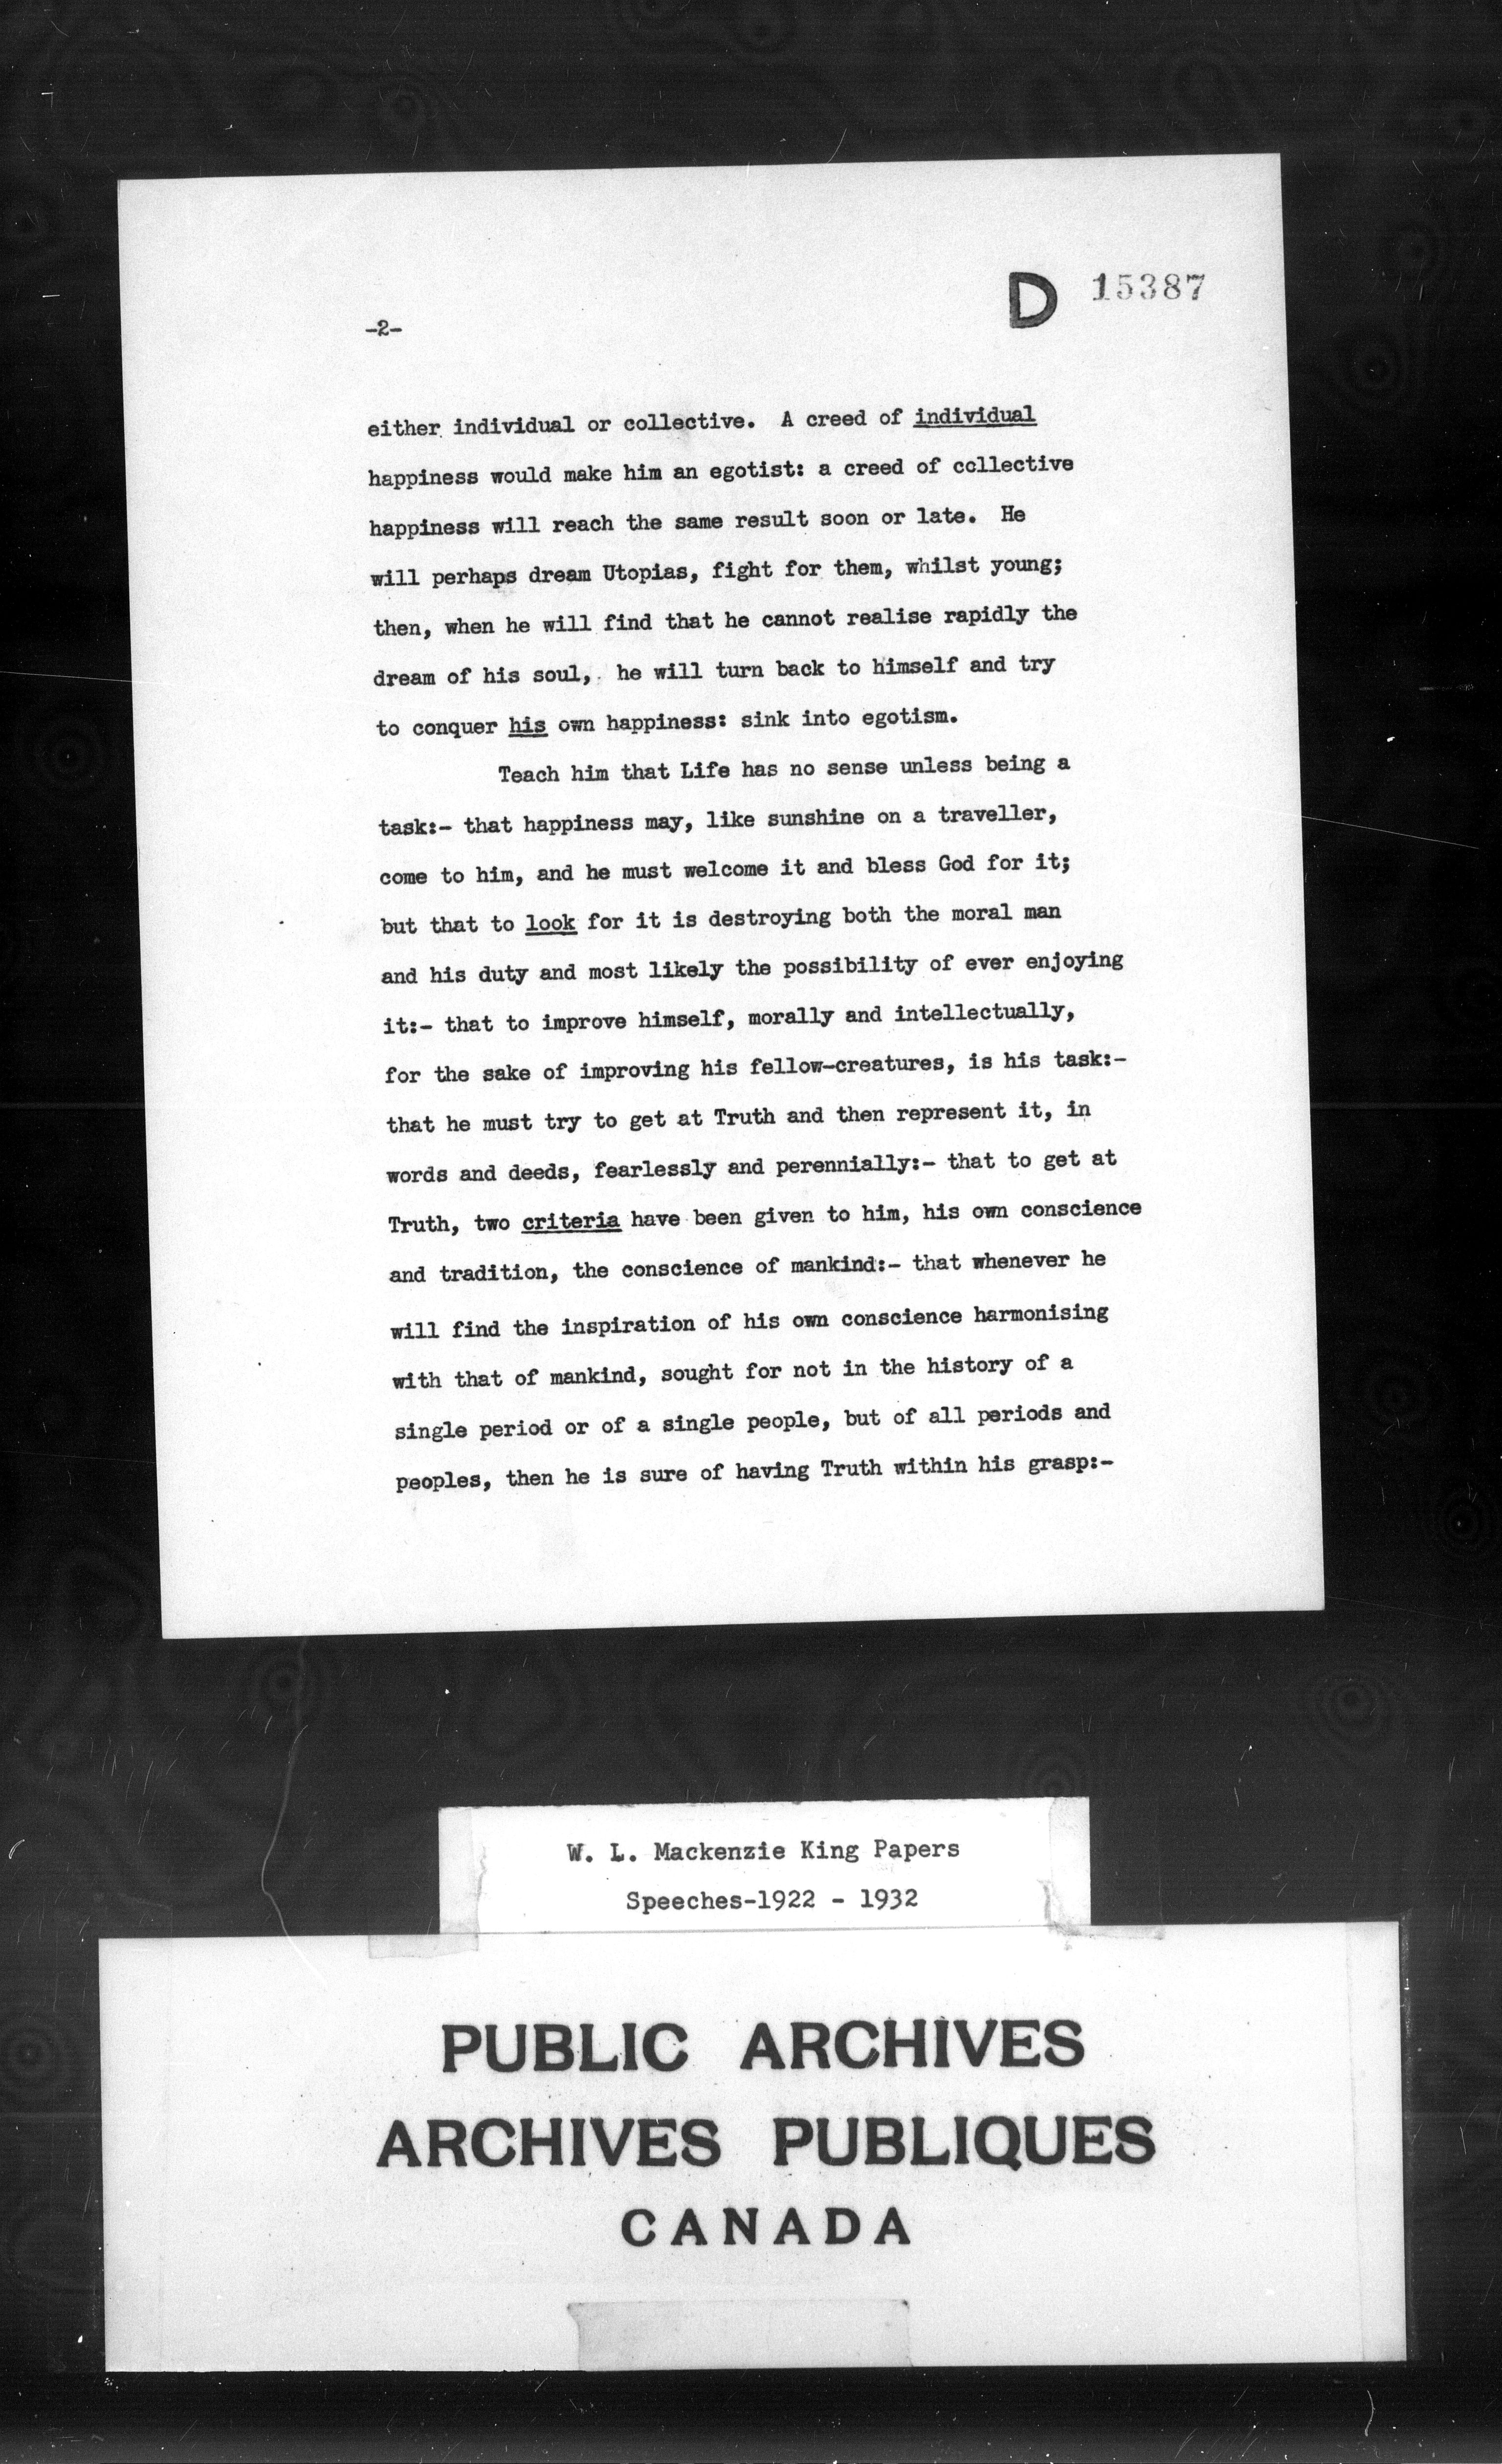 D 15387
-2-
either individual or collective. A creed of individual
happiness would make him an egotist: a creed of collective
happiness will reach the same result soon or late. He
will perhaps dream Utopias, fight for them, whilst young;
then, when he will find that he cannot realise rapidly the
dream of his soul, he will turn back to himself and try
to conquer his own happiness: sink into egotism.
Teach him that Life has no sense unless being a
task:- that happiness may, like sunshine on a traveller,
come to him, and he must welcome it and bless God for it;
but that to look for it is destroying both the moral man
and his duty and most likely the possibility of ever enjoying
it:- that to improve himself, morally and intellectually,
for the sake of improving his fellow-creatures, is his task:-
that he must try to get at Truth and then represent it, in
words and deeds, fearlessly and perennially:- that to get at
Truth, two criteria have been given to him, his own conscience
and tradition, the conscience of mankind:- that whenever he
will find the inspiration of his own conscience harmonising
with that of mankind, sought for not in the history of a
single period or of a single people, but of all periods and
peoples, then he is sure of having Truth within his grasp:-
W. L. Mackenzie King Papers
Speeches-1922 - 1932
PUBLIC ARCHIVES
ARCHIVES PUBLIQUES
CANADA